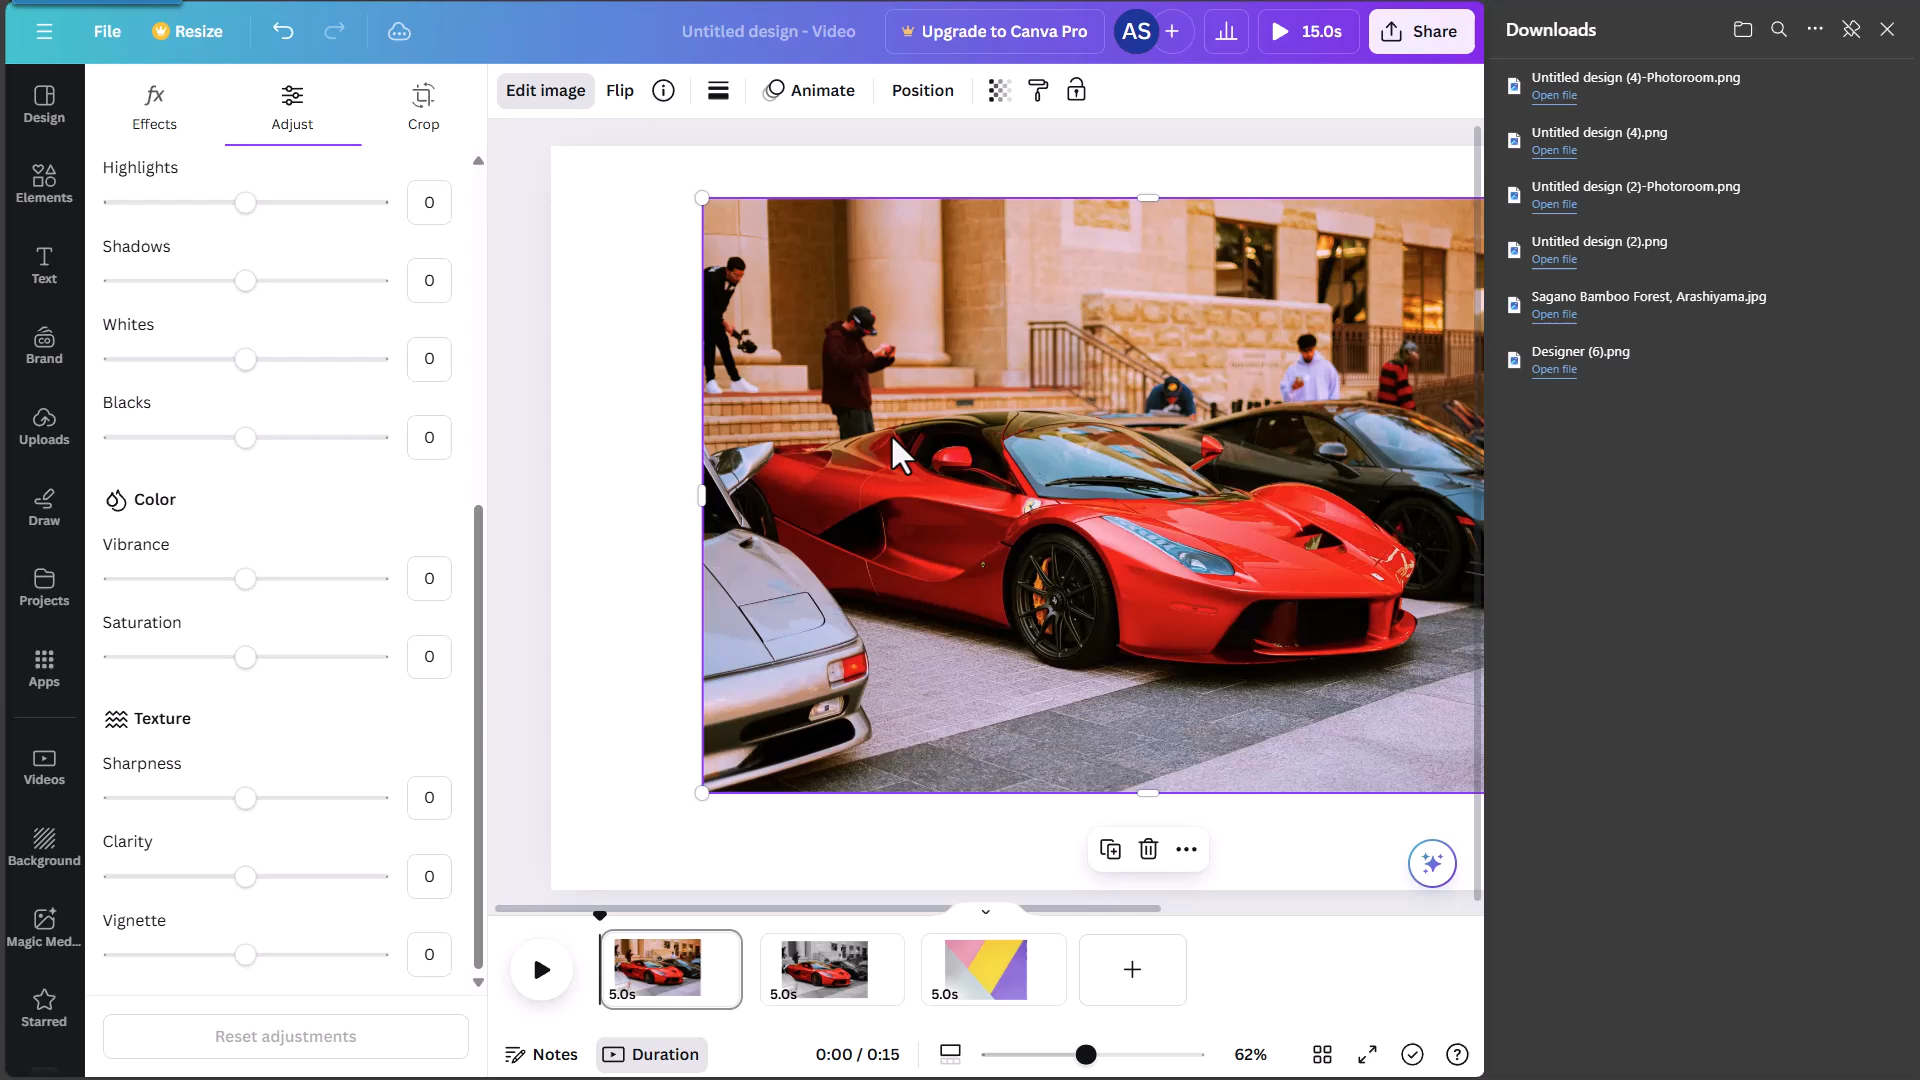 File
Resize
Untitled design - Video
Upgrade to Canva Pro
AS
15.0s
Share
Design
Elements
Text
Brand
Uploads
Draw
Projects
Apps
Videos
Background
Magic Med...
Starred
Effects
Adjust
Crop
Highlights
0
Shadows
0
Whites
0
Blacks
0
Color
Vibrance
0
Saturation
0
Texture
Sharpness
0
Clarity
0
Vignette
0
Reset adjustments
Edit image
Flip
Animate
Position
5.0s
5.0s
5.0s
Notes
Duration
0:00 / 0:15
62%
Downloads
Untitled design (4)-Photoroom.png
Open file
Untitled design (4).png
Open file
Untitled design (2)-Photoroom.png
Open file
Untitled design (2).png
Open file
Sagano Bamboo Forest, Arashiyama.jpg
Open file
Designer (6).png
Open file